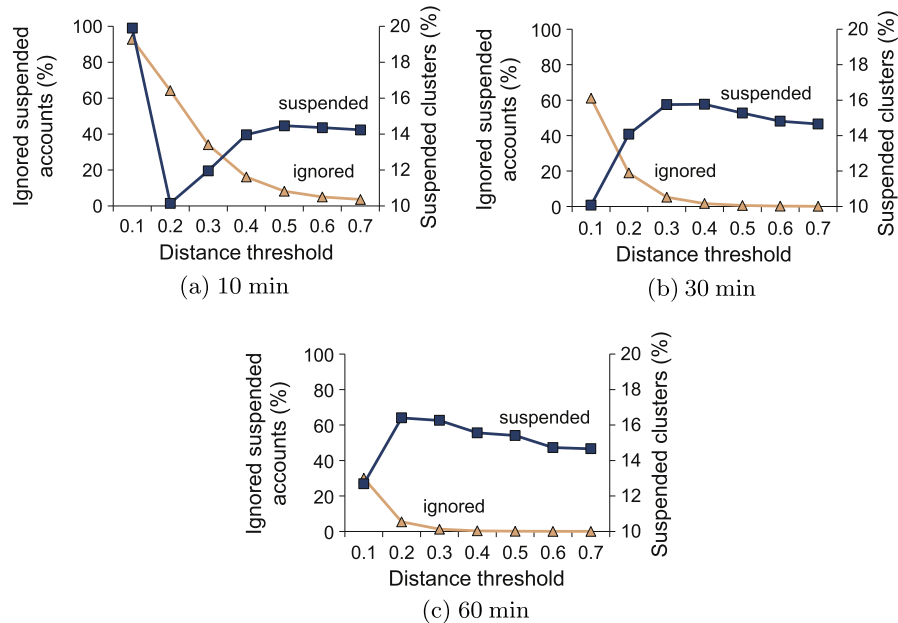 Ignored suspended
accounts (%)
100
80
60
40
20
0
20
18
16
14
12
10
Suspended clusters (%)
suspended
ignored
0.1 0.2 0.3 0.4 0.5 0.6 0.7
Distance threshold
(a) 10 min
Ignored suspended
accounts (%)
100
80
60
40
20
0
20
18
16
14
12
10
Suspended clusters (%)
suspended
ignored
0.1 0.2 0.3 0.4 0.5 0.6 0.7
Distance threshold
(b) 30 min
Ignored suspended
accounts (%)
100
80
60
40
20
0
20
18
16
14
12
10
Suspended clusters (%)
suspended
ignored
0.1 0.2 0.3 0.4 0.5 0.6 0.7
Distance threshold
(c) 60 min